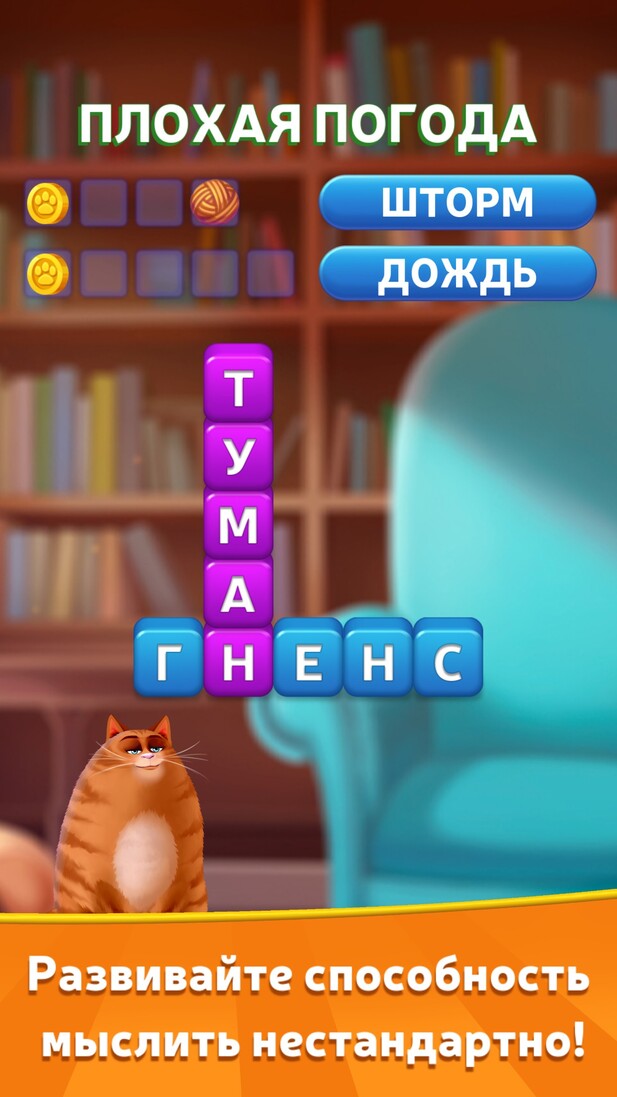 ПЛОХАЯ ПОГОДА
ШТОРМ
ДОЖДЬ
Т
У
М
А
Г Н Е Н С
Развивайте способность
мыслить нестандартно!